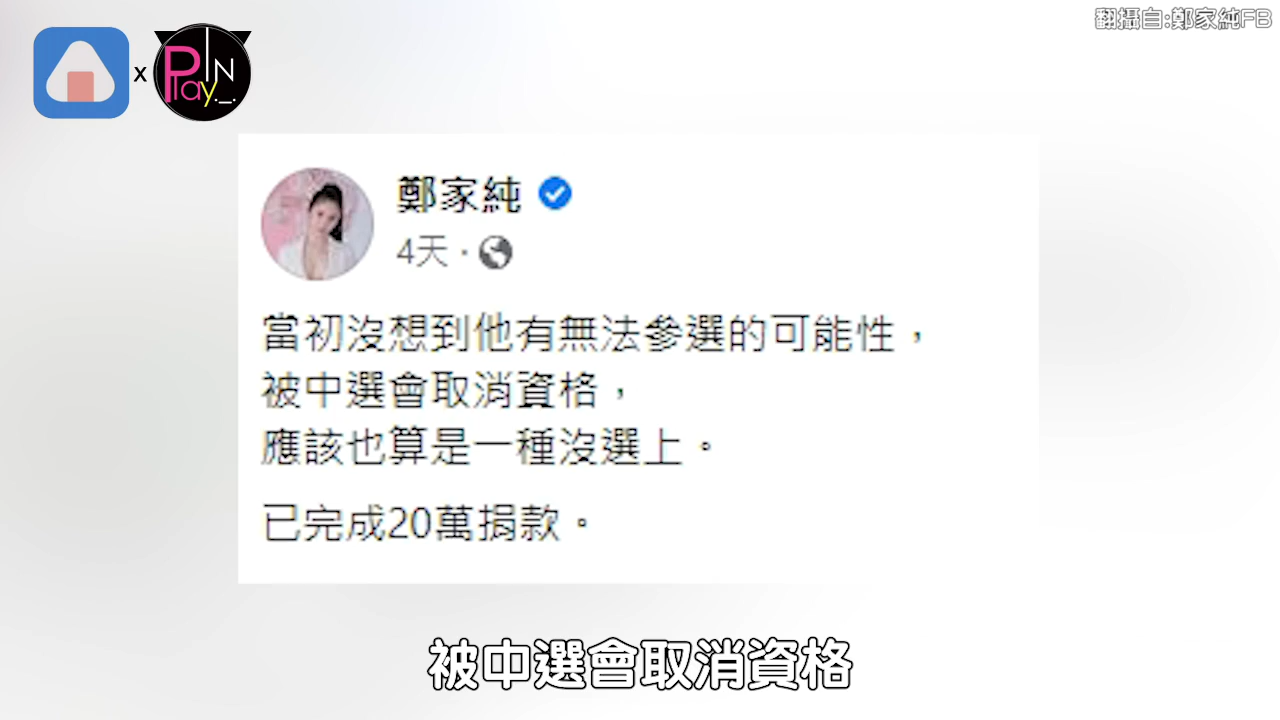 翻攝自:鄭家純FB
x
PlayIN._.
鄭家純
4天 ·
當初沒想到他有無法參選的可能性，
被中選會取消資格，
應該也算是一種沒選上。
已完成20萬捐款。
被中選會取消資格